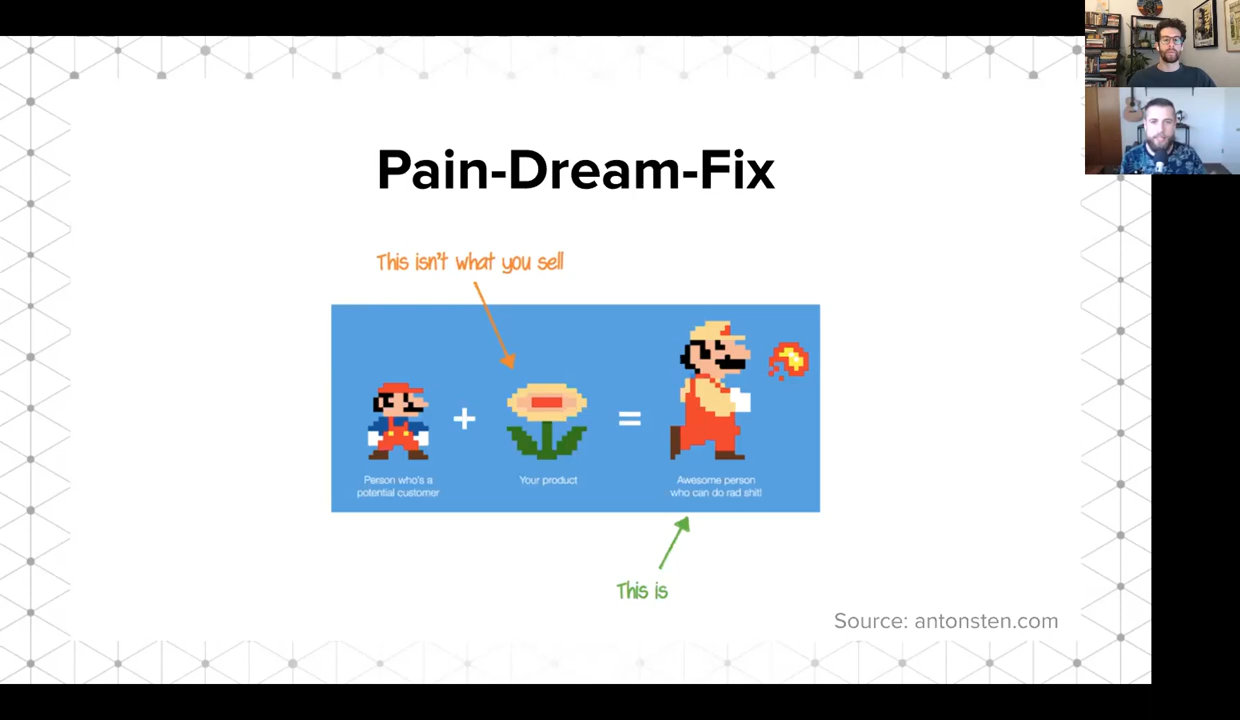 Pain-Dream-Fix
This isn't what you sell
+
=
Person who's a
potential customer
Your product
Awesome person
who can do rad shit!
This is
Source: antonsten.com